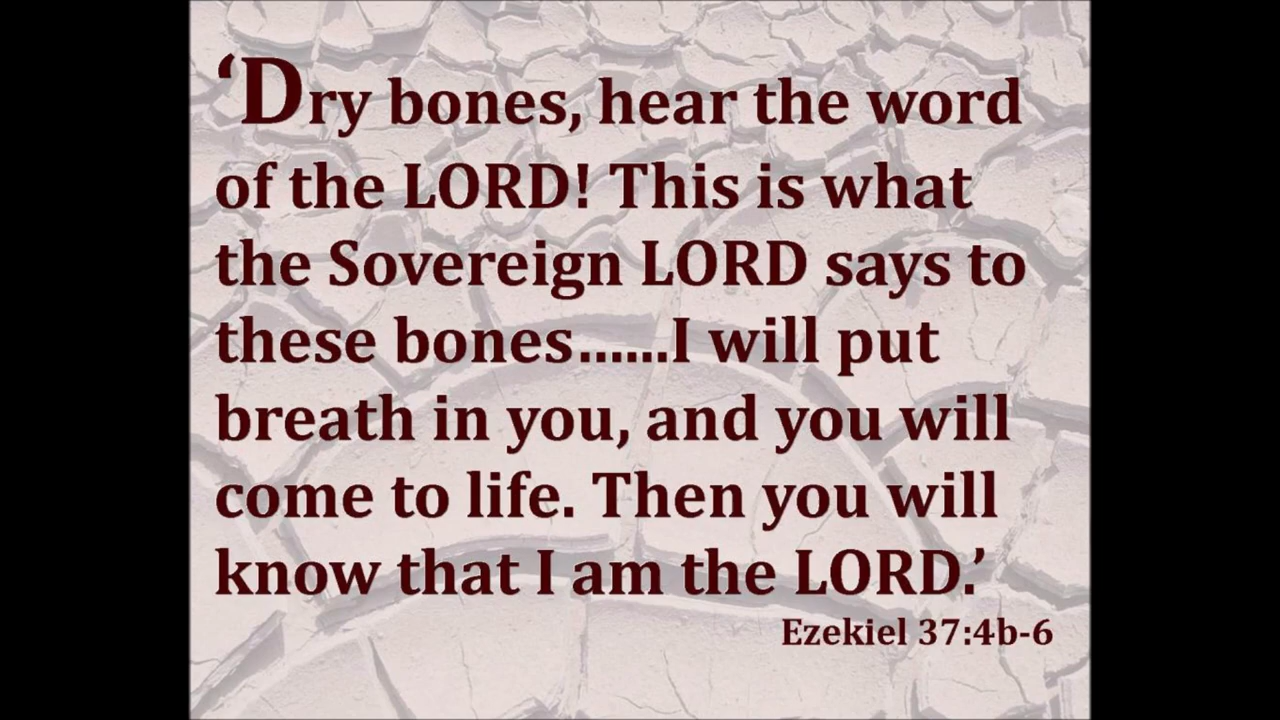 ‘Dry bones, hear the word
of the LORD! This is what
the Sovereign LORD says to
these bones......I will put
breath in you, and you will
come to life. Then you will
know that I am the LORD.’
Ezekiel 37:4b-6